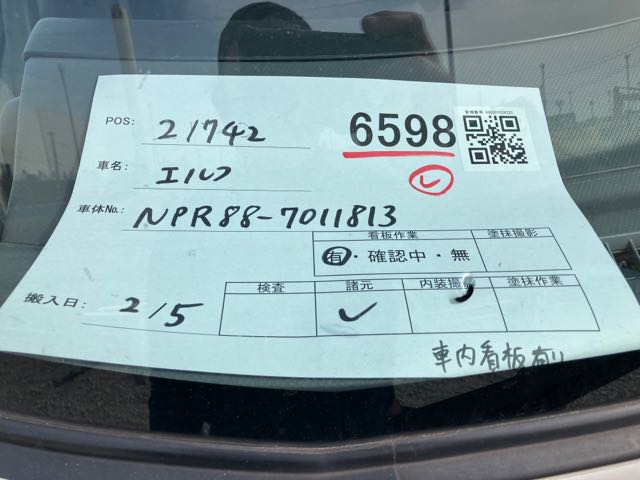 POS: 21742
6598
車名: エルフ
レ
車体No.: NPR88-7011813
看板作業 塗抹撮影
有・確認中・無
搬入日: 2/5
検査 諸元 内装撮影 塗抹作業
✓
車内看板有り